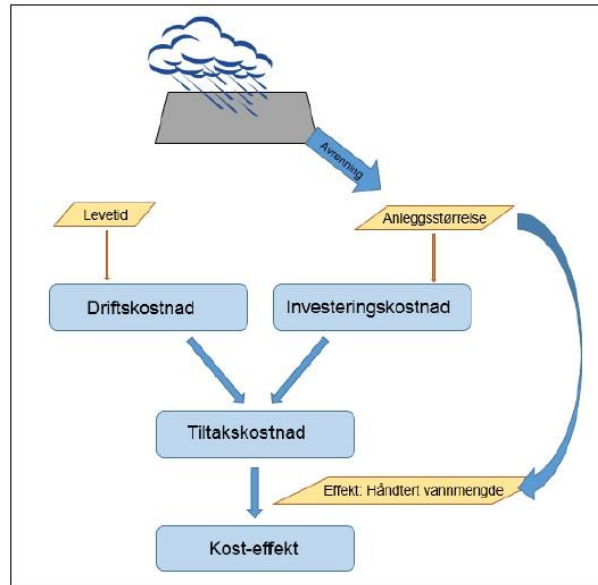 Avrenning
Levetid
Anleggsstørrelse
Driftskostnad
Investeringskostnad
Tiltakskostnad
Effekt: Håndtert vannmengde
Kost-effekt